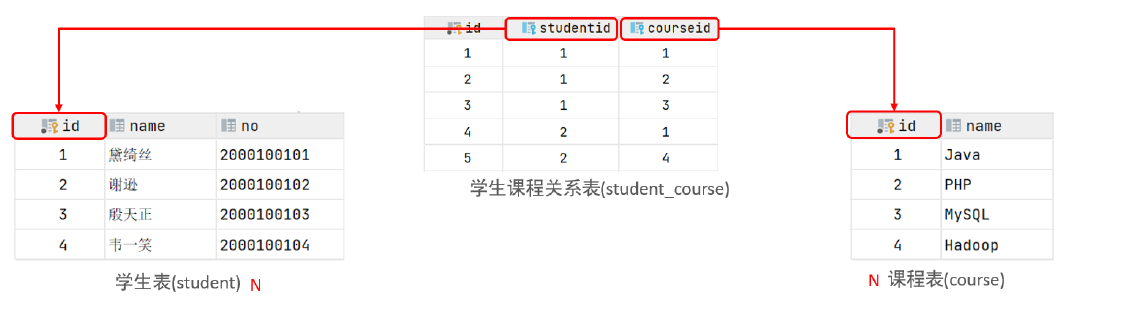 id studentid courseid
1 1 1
2 1 2
3 1 3
4 2 1
5 2 4
学生课程关系表(student_course)
id name no
1 黛绮丝 2000100101
2 谢逊 2000100102
3 殷天正 2000100103
4 韦一笑 2000100104
学生表(student) N
id name
1 Java
2 PHP
3 MySQL
4 Hadoop
N 课程表(course)